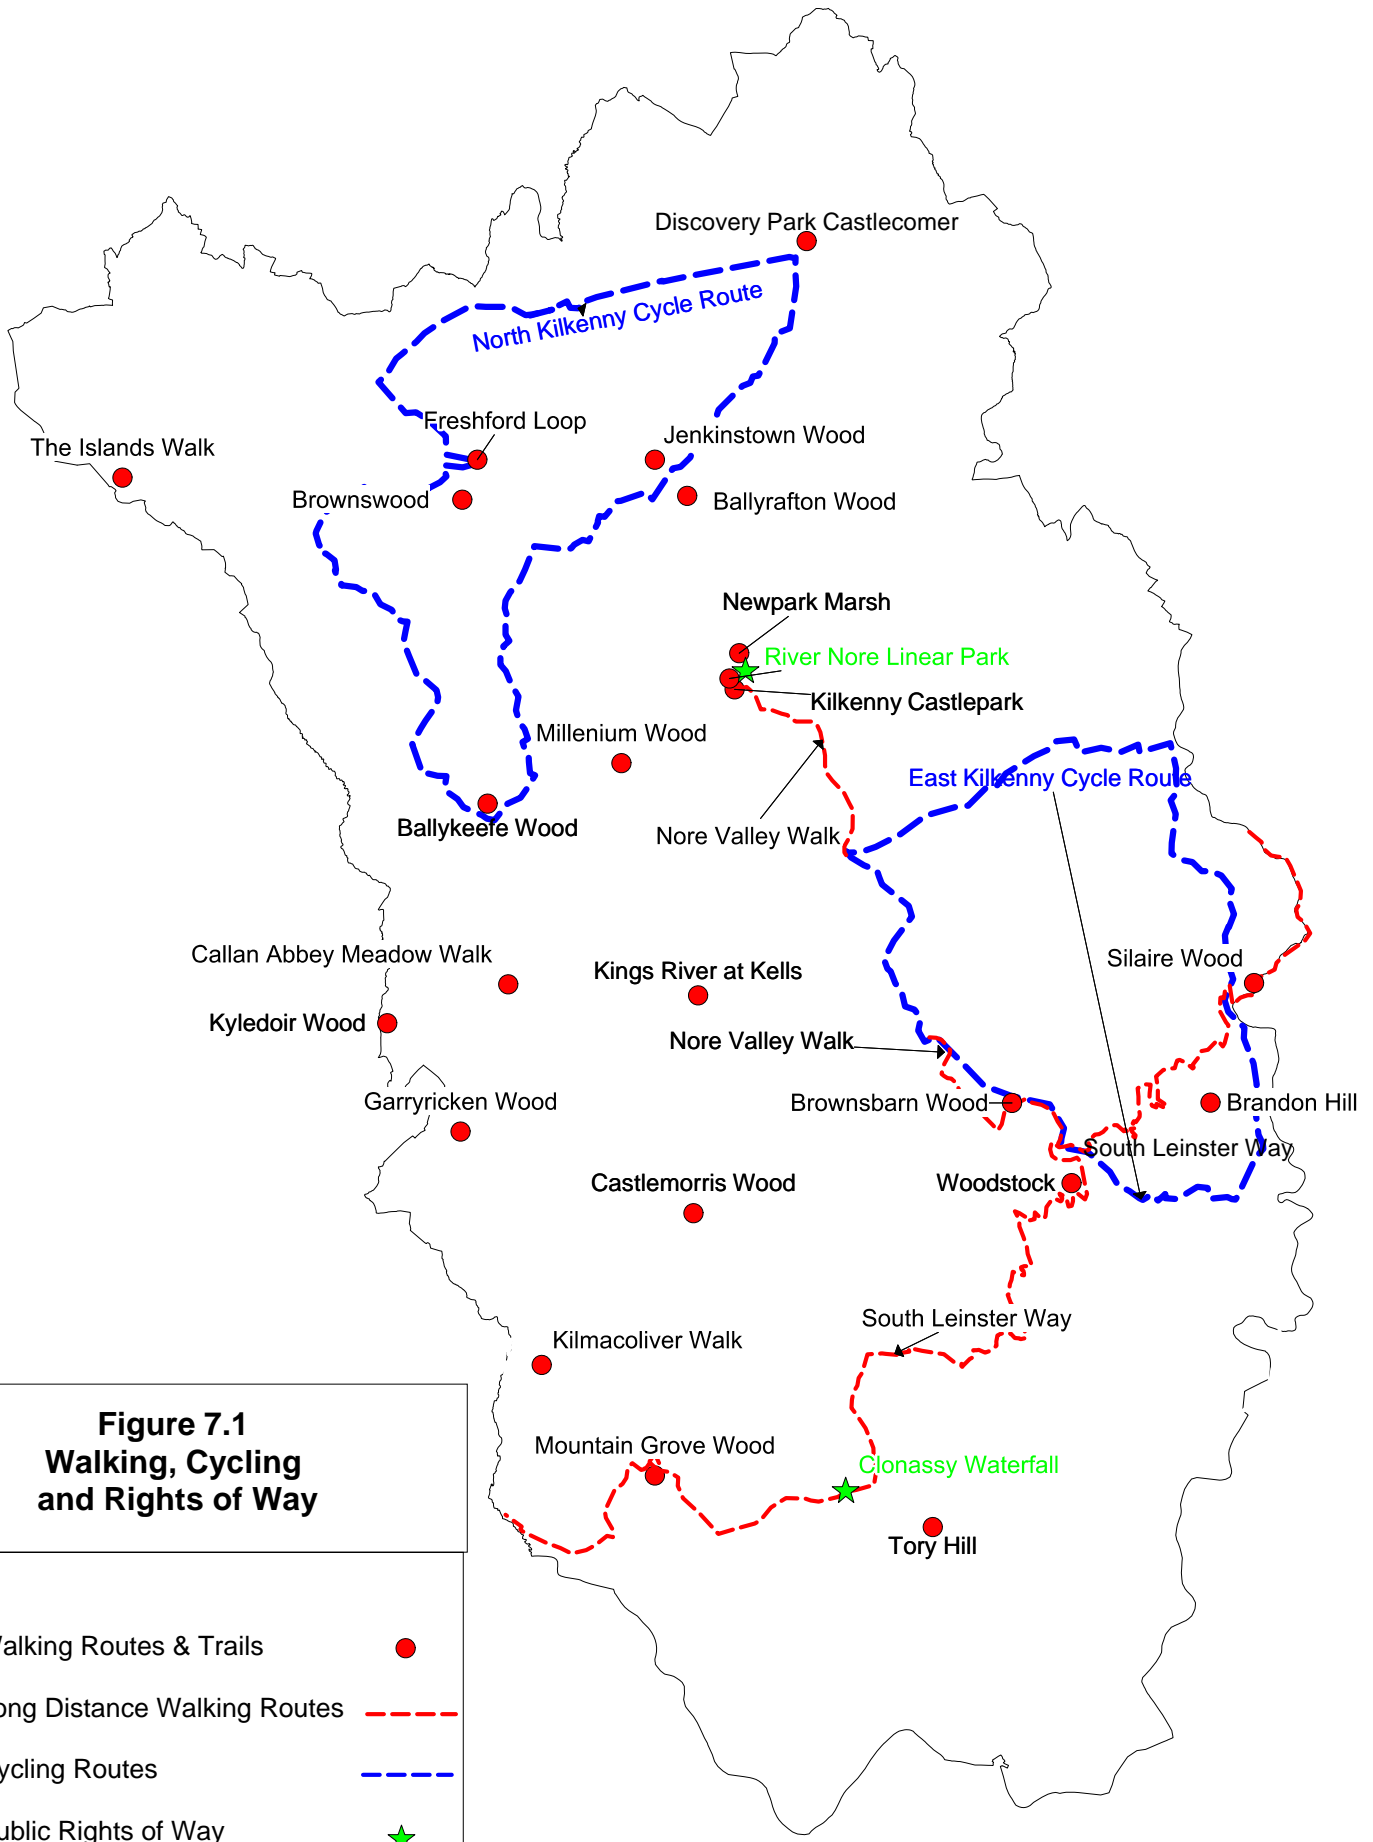 Discovery Park Castlecomer
North Kilkenny Cycle Route
Freshford Loop
Jenkinstown Wood
The Islands Walk
Brownswood
Ballyrafton Wood
Newpark Marsh
River Nore Linear Park
Kilkenny Castlepark
Millenium Wood
East Kilkenny Cycle Route
Ballykeefe Wood
Nore Valley Walk
Callan Abbey Meadow Walk
Kings River at Kells
Silaire Wood
Kyledoir Wood
Nore Valley Walk
Garryricken Wood
Brownsbarn Wood
Brandon Hill
South Leinster Way
Castlemorris Wood
Woodstock
South Leinster Way
Kilmacoliver Walk
Mountain Grove Wood
Clonassy Waterfall
Tory Hill
Figure 7.1
Walking, Cycling
and Rights of Way
alking Routes & Trails
ong Distance Walking Routes
ycling Routes
ublic Rights of Way